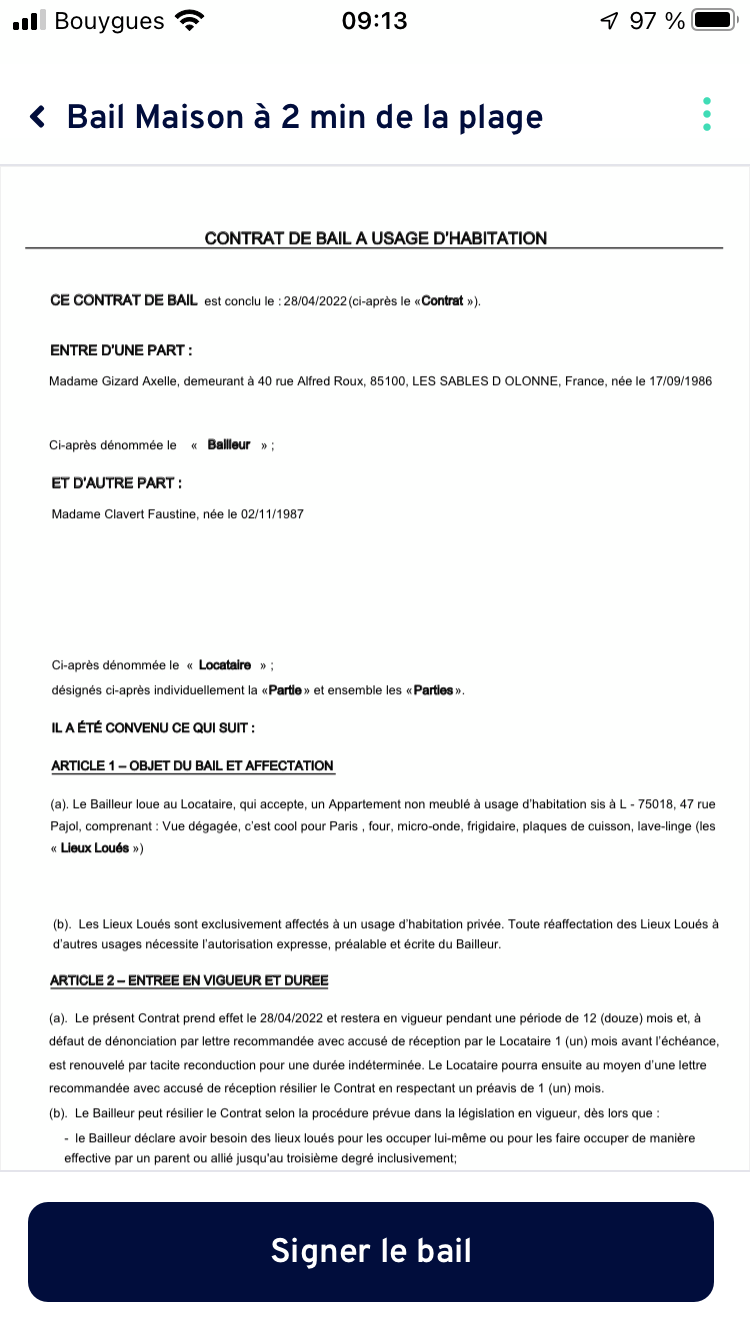 Bouygues 09:13 97 %
Bail Maison à 2 min de la plage
CONTRAT DE BAIL A USAGE D'HABITATION
CE CONTRAT DE BAIL est conclu le : 28/04/2022 (ci-après le «Contrat »).
ENTRE D'UNE PART :
Madame Gizard Axelle, demeurant à 40 rue Alfred Roux, 85100, LES SABLES D OLONNE, France, née le 17/09/1986
Ci-après dénommée le « Bailleur » ;
ET D'AUTRE PART :
Madame Clavert Faustine, née le 02/11/1987
Ci-après dénommée le « Locataire » ;
désignés ci-après individuellement la «Partie» et ensemble les «Parties».
IL A ÉTÉ CONVENU CE QUI SUIT :
ARTICLE 1 – OBJET DU BAIL ET AFFECTATION
(a). Le Bailleur loue au Locataire, qui accepte, un Appartement non meublé à usage d'habitation sis à L - 75018, 47 rue
Pajol, comprenant : Vue dégagée, c'est cool pour Paris , four, micro-onde, frigidaire, plaques de cuisson, lave-linge (les
« Lieux Loués »)
(b). Les Lieux Loués sont exclusivement affectés à un usage d'habitation privée. Toute réaffectation des Lieux Loués à
d'autres usages nécessite l'autorisation expresse, préalable et écrite du Bailleur.
ARTICLE 2 – ENTREE EN VIGUEUR ET DUREE
(a). Le présent Contrat prend effet le 28/04/2022 et restera en vigueur pendant une période de 12 (douze) mois et, à
défaut de dénonciation par lettre recommandée avec accusé de réception par le Locataire 1 (un) mois avant l'échéance,
est renouvelé par tacite reconduction pour une durée indéterminée. Le Locataire pourra ensuite au moyen d'une lettre
recommandée avec accusé de réception résilier le Contrat en respectant un préavis de 1 (un) mois.
(b). Le Bailleur peut résilier le Contrat selon la procédure prévue dans la législation en vigueur, dès lors que :
- le Bailleur déclare avoir besoin des lieux loués pour les occuper lui-même ou pour les faire occuper de manière
effective par un parent ou allié jusqu'au troisième degré inclusivement;
Signer le bail